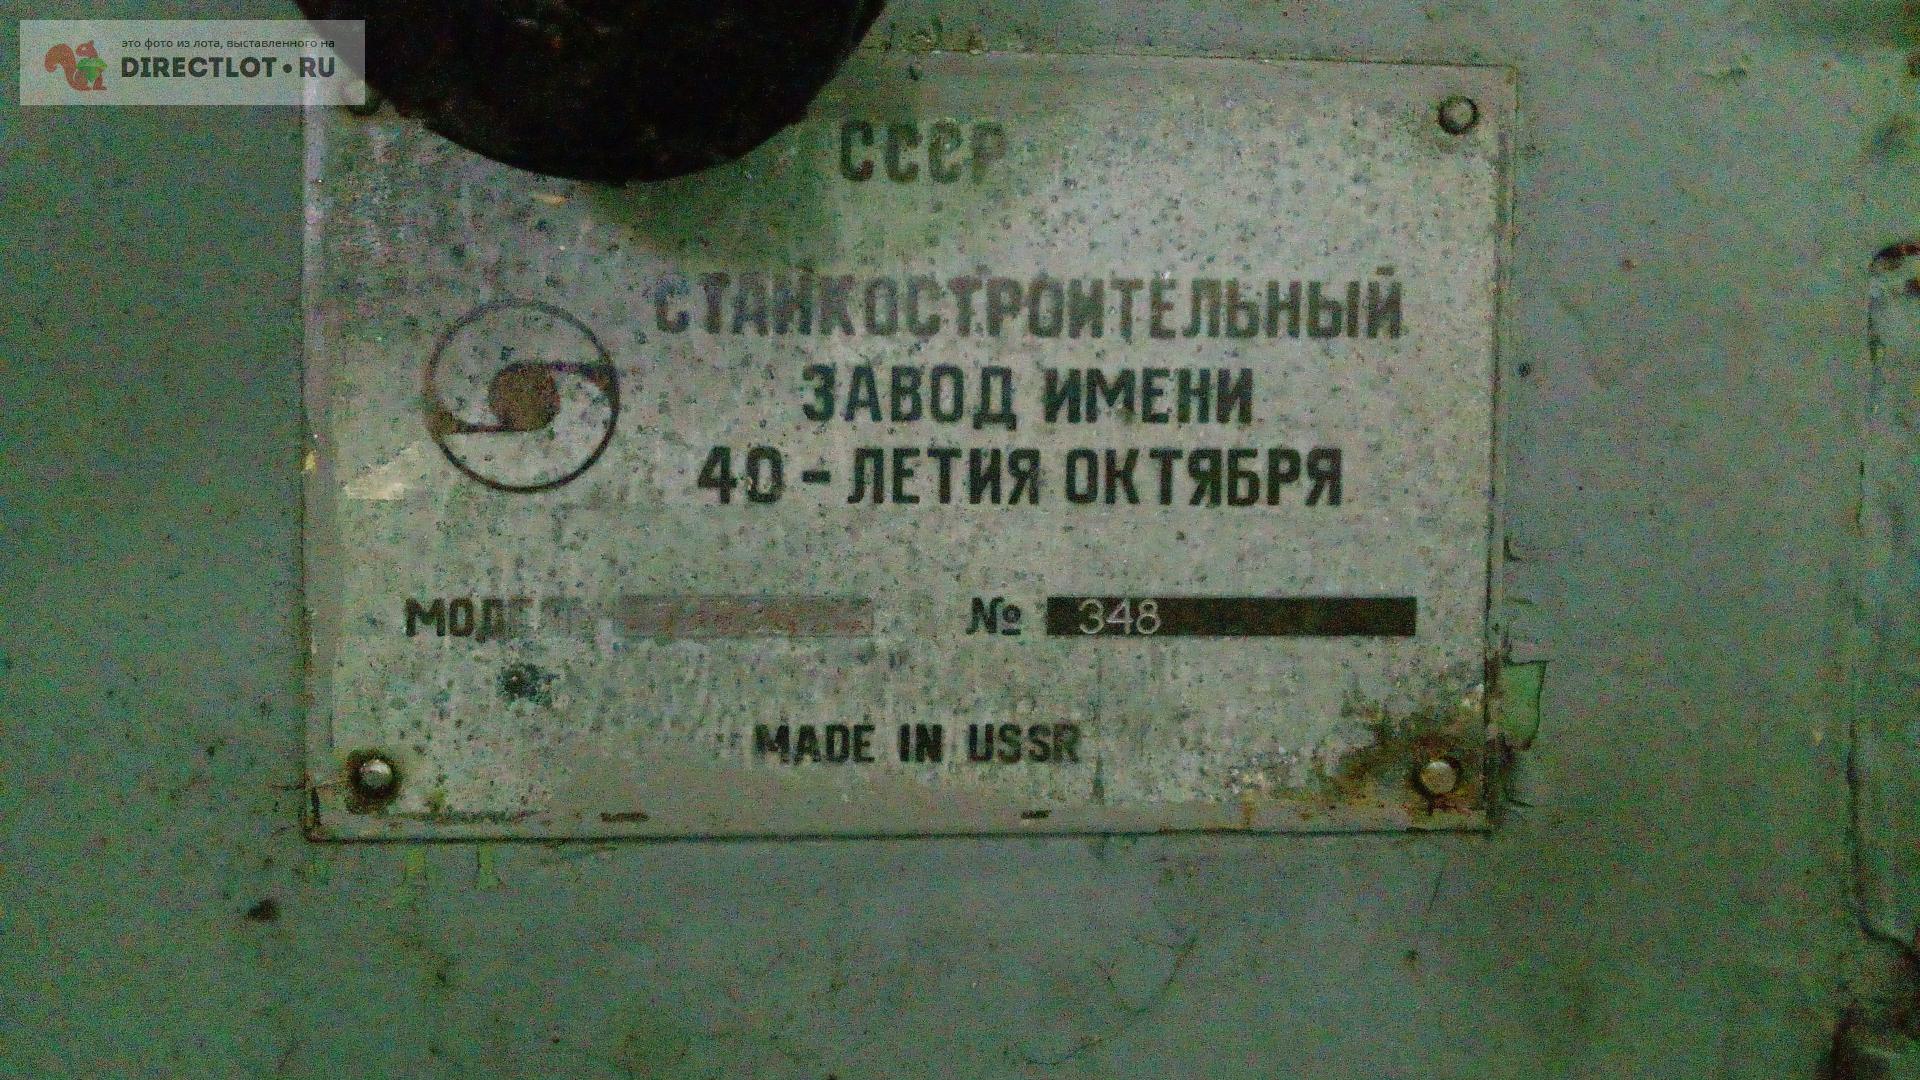 это фото из лота, выставленного на
DIRECTLOT•RU
СССР
СТАНКОСТРОИТЕЛЬНЫЙ
ЗАВОД ИМЕНИ
40-ЛЕТИЯ ОКТЯБРЯ
МОДЕЛЬ № 348
MADE IN USSR